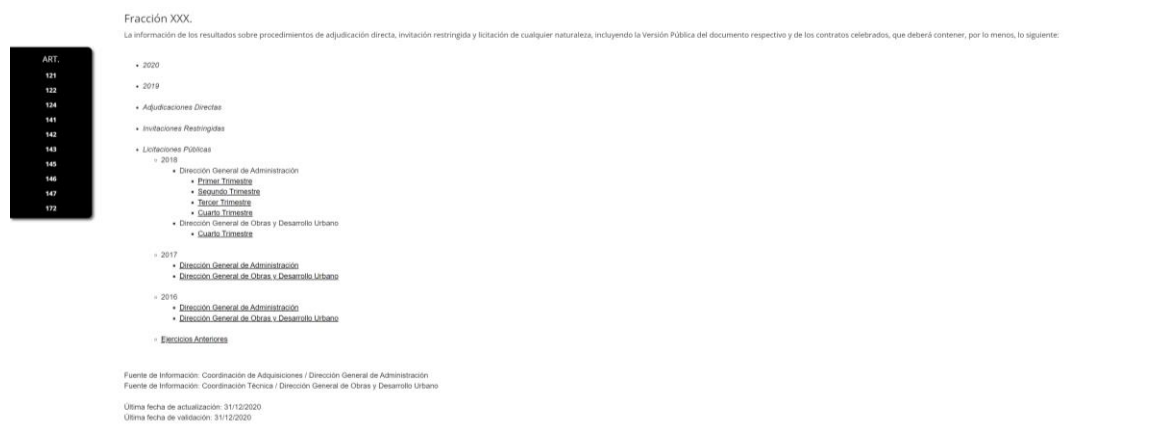 Fracción XXX.
La información de los resultados sobre procedimientos de adjudicación directa, invitación restringida y licitación de cualquier naturaleza, incluyendo la Versión Pública del documento respectivo y de los contratos celebrados, que deberá contener, por lo menos, lo siguiente:
ART.
121
122
124
141
142
143
145
146
147
172
• 2020
• 2019
• Adjudicaciones Directas
• Invitaciones Restringidas
• Licitaciones Públicas
◦ 2018
▪ Dirección General de Administración
▪ Primer Trimestre
▪ Segundo Trimestre
▪ Tercer Trimestre
▪ Cuarto Trimestre
▪ Dirección General de Obras y Desarrollo Urbano
▪ Cuarto Trimestre
◦ 2017
▪ Dirección General de Administración
▪ Dirección General de Obras y Desarrollo Urbano
◦ 2016
▪ Dirección General de Administración
▪ Dirección General de Obras y Desarrollo Urbano
◦ Ejercicios Anteriores
Fuente de Información: Coordinación de Adquisiciones / Dirección General de Administración
Fuente de Información: Coordinación Técnica / Dirección General de Obras y Desarrollo Urbano
Última fecha de actualización: 31/12/2020
Última fecha de validación: 31/12/2020